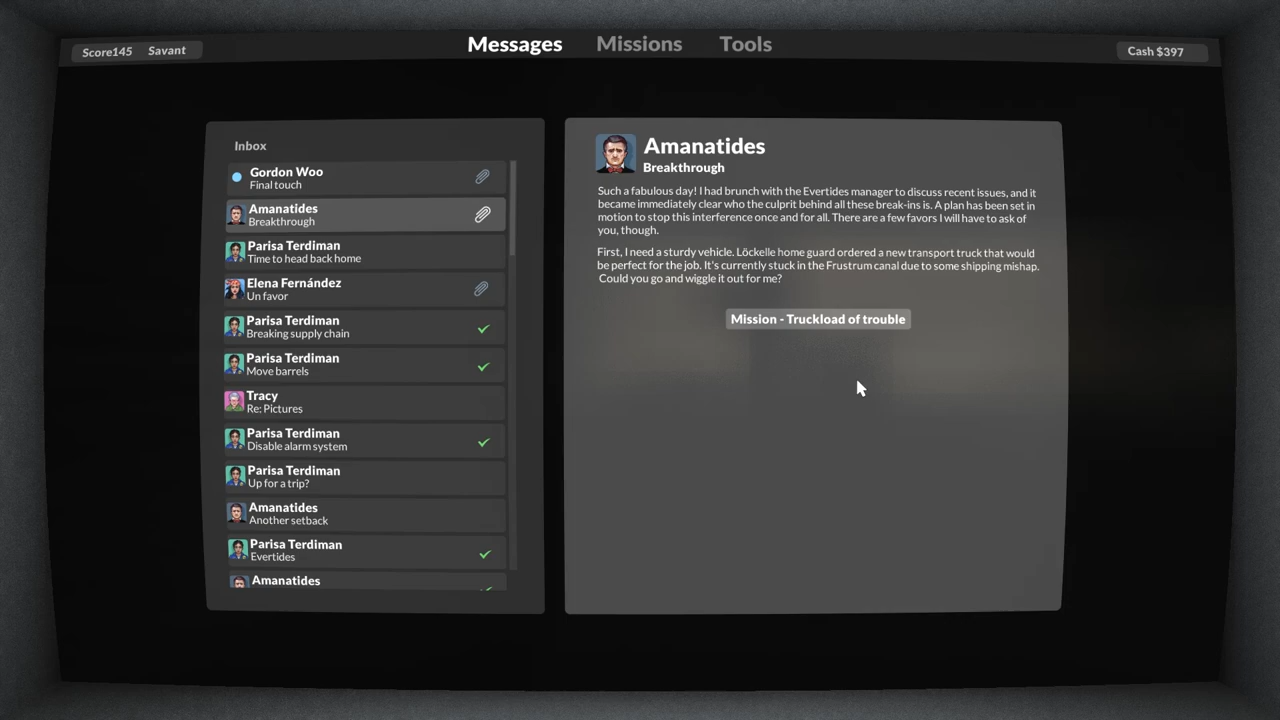 Score145 Savant
Messages Missions Tools
Cash $397
Inbox
Gordon Woo
Final touch
Amanatides
Breakthrough
Parisa Terdiman
Time to head back home
Elena Fernández
Un favor
Parisa Terdiman
Breaking supply chain
Parisa Terdiman
Move barrels
Tracy
Re: Pictures
Parisa Terdiman
Disable alarm system
Parisa Terdiman
Up for a trip?
Amanatides
Another setback
Parisa Terdiman
Evertides
Amanatides
Amanatides
Breakthrough
Such a fabulous day! I had brunch with the Evertides manager to discuss recent issues, and it
became immediately clear who the culprit behind all these break-ins is. A plan has been set in
motion to stop this interference once and for all. There are a few favors I will have to ask of
you, though.
First, I need a sturdy vehicle. Löckelle home guard ordered a new transport truck that would
be perfect for the job. It's currently stuck in the Frustrum canal due to some shipping mishap.
Could you go and wiggle it out for me?
Mission - Truckload of trouble